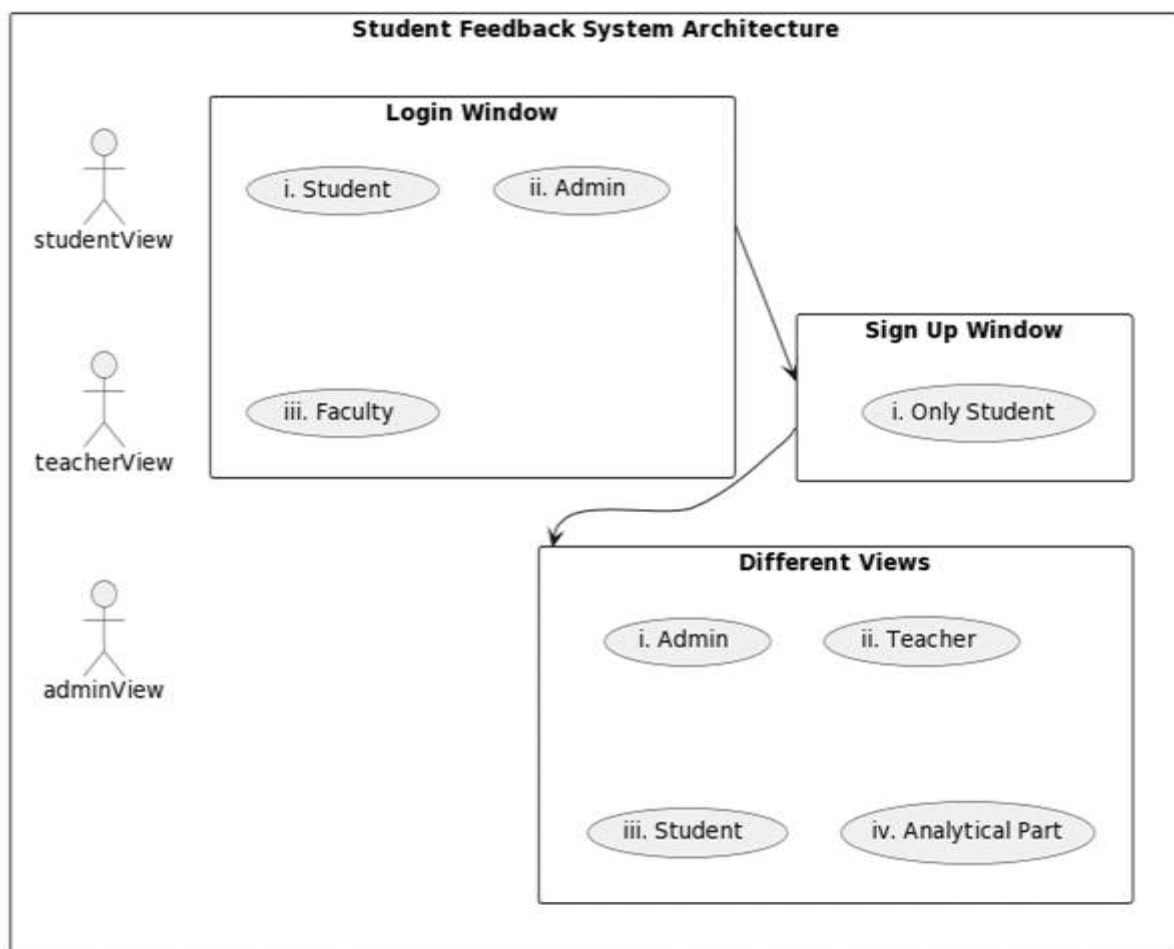 Student Feedback System Architecture
Login Window
i. Student
ii. Admin
studentView
Sign Up Window
iii. Faculty
i. Only Student
teacherView
Different Views
i. Admin
ii. Teacher
adminView
iii. Student
iv. Analytical Part